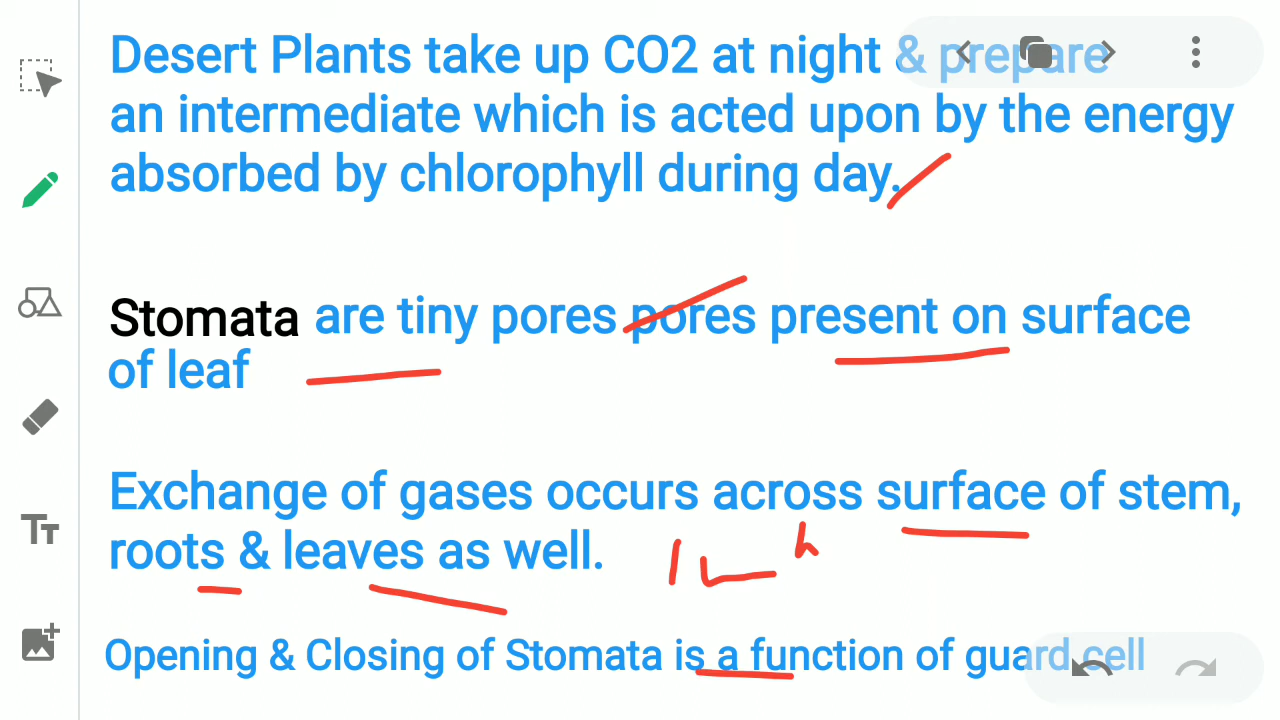 Desert Plants take up CO2 at night & prepare
an intermediate which is acted upon by the energy
absorbed by chlorophyll during day.
Stomata are tiny pores pores present on surface
of leaf
Exchange of gases occurs across surface of stem,
roots & leaves as well.
Opening & Closing of Stomata is a function of guard cell